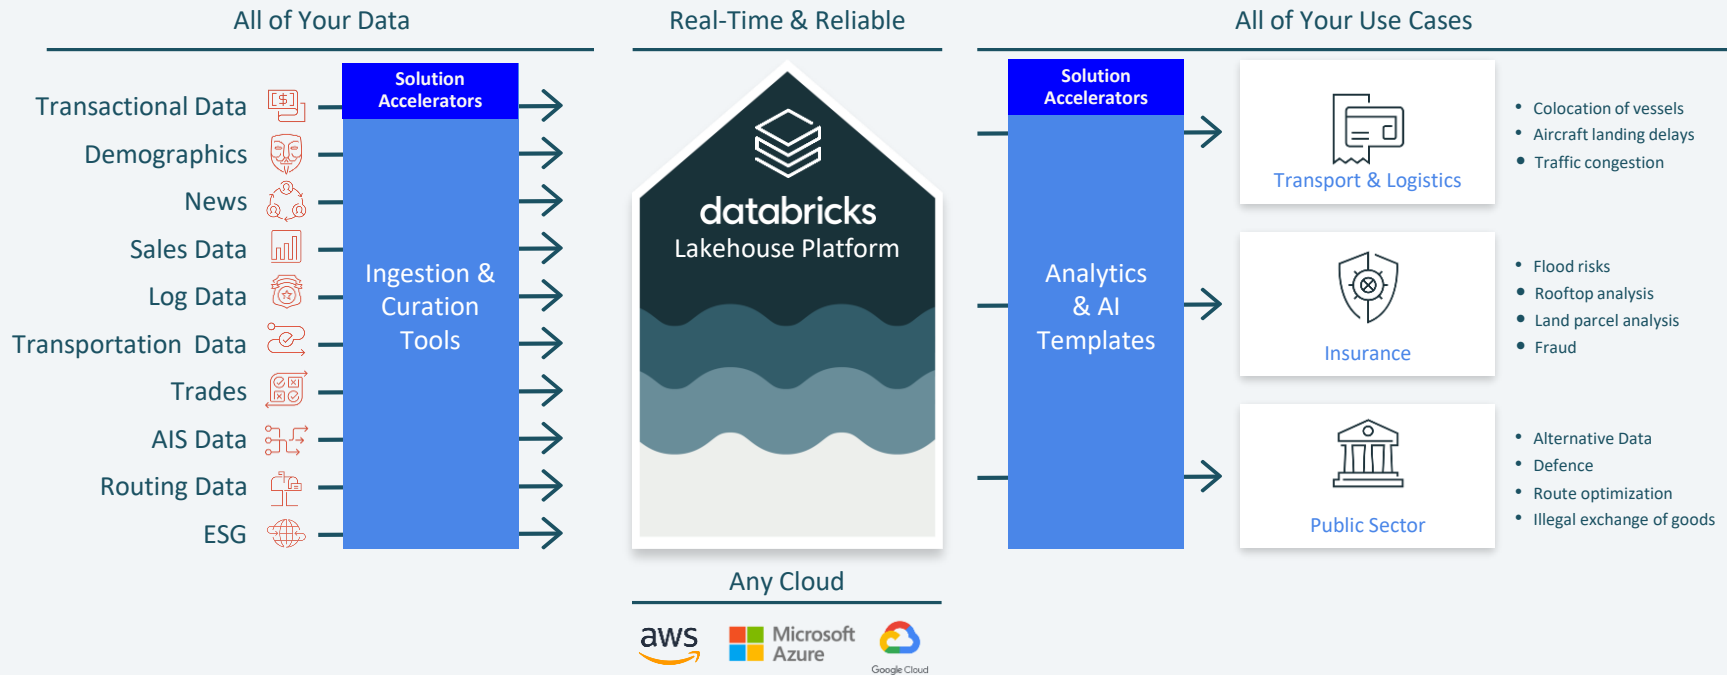 All of Your Data
Transactional Data
Demographics
News
Sales Data
Log Data
Transportation Data
Trades
AIS Data
Routing Data
ESG
[$]
Solution
Accelerators
Ingestion &
Curation
Tools
Real-Time & Reliable
databricks
Lakehouse Platform
Any Cloud
aws
Microsoft
Azure
Google Cloud
All of Your Use Cases
Solution
Accelerators
Analytics
& AI
Templates
Transport & Logistics
• Colocation of vessels
• Aircraft landing delays
• Traffic congestion
Insurance
• Flood risks
• Rooftop analysis
• Land parcel analysis
• Fraud
Public Sector
• Alternative Data
• Defence
• Route optimization
• Illegal exchange of goods